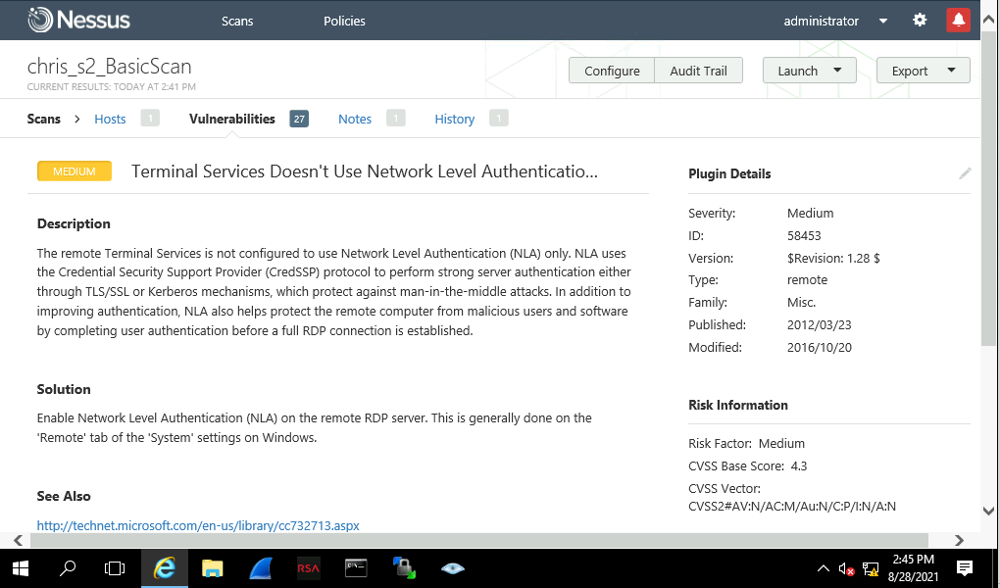 Nessus Scans Policies administrator
chris_s2_BasicScan
CURRENT RESULTS: TODAY AT 2:41 PM
Configure Audit Trail Launch Export
Scans > Hosts 1 Vulnerabilities 27 Notes 1 History 1
MEDIUM Terminal Services Doesn't Use Network Level Authenticatio...
Description
The remote Terminal Services is not configured to use Network Level Authentication (NLA) only. NLA uses
the Credential Security Support Provider (CredSSP) protocol to perform strong server authentication either
through TLS/SSL or Kerberos mechanisms, which protect against man-in-the-middle attacks. In addition to
improving authentication, NLA also helps protect the remote computer from malicious users and software
by completing user authentication before a full RDP connection is established.
Solution
Enable Network Level Authentication (NLA) on the remote RDP server. This is generally done on the
'Remote' tab of the 'System' settings on Windows.
See Also
http://technet.microsoft.com/en-us/library/cc732713.aspx
Plugin Details
Severity: Medium
ID: 58453
Version: $Revision: 1.28 $
Type: remote
Family: Misc.
Published: 2012/03/23
Modified: 2016/10/20
Risk Information
Risk Factor: Medium
CVSS Base Score: 4.3
CVSS Vector:
CVSS2#AV:N/AC:M/Au:N/C:P/I:N/A:N
RSA
2:45 PM
8/28/2021